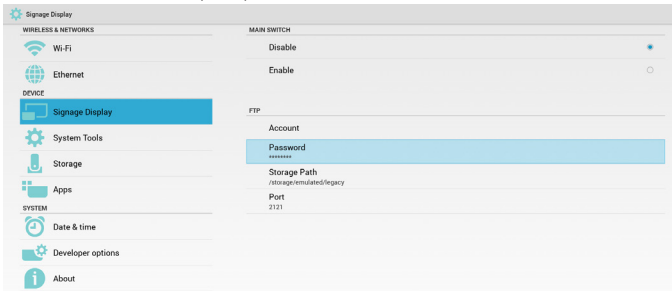 Signage Display
WIRELESS & NETWORKS
Wi-Fi
Ethernet
DEVICE
Signage Display
System Tools
Storage
Apps
SYSTEM
Date & time
Developer options
About
MAIN SWITCH
Disable
Enable
FTP
Account
Password
********
Storage Path
/storage/emulated/legacy
Port
2121